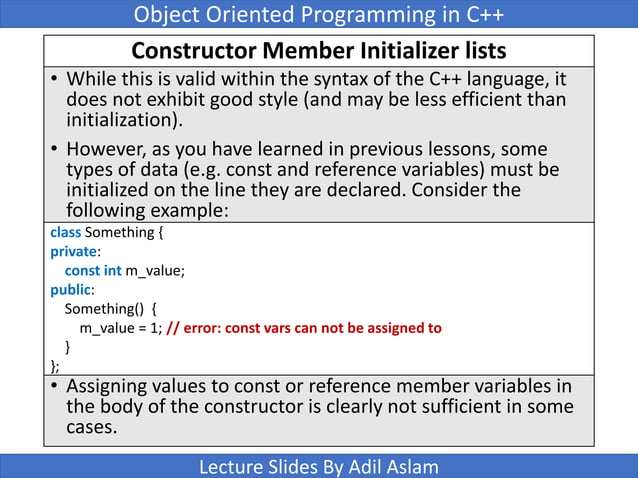 Object Oriented Programming in C++
Constructor Member Initializer lists
• While this is valid within the syntax of the C++ language, it
does not exhibit good style (and may be less efficient than
initialization).
• However, as you have learned in previous lessons, some
types of data (e.g. const and reference variables) must be
initialized on the line they are declared. Consider the
following example:
class Something {
private:
const int m_value;
public:
Something() {
m_value = 1; // error: const vars can not be assigned to
}
};
• Assigning values to const or reference member variables in
the body of the constructor is clearly not sufficient in some
cases.
Lecture Slides By Adil Aslam